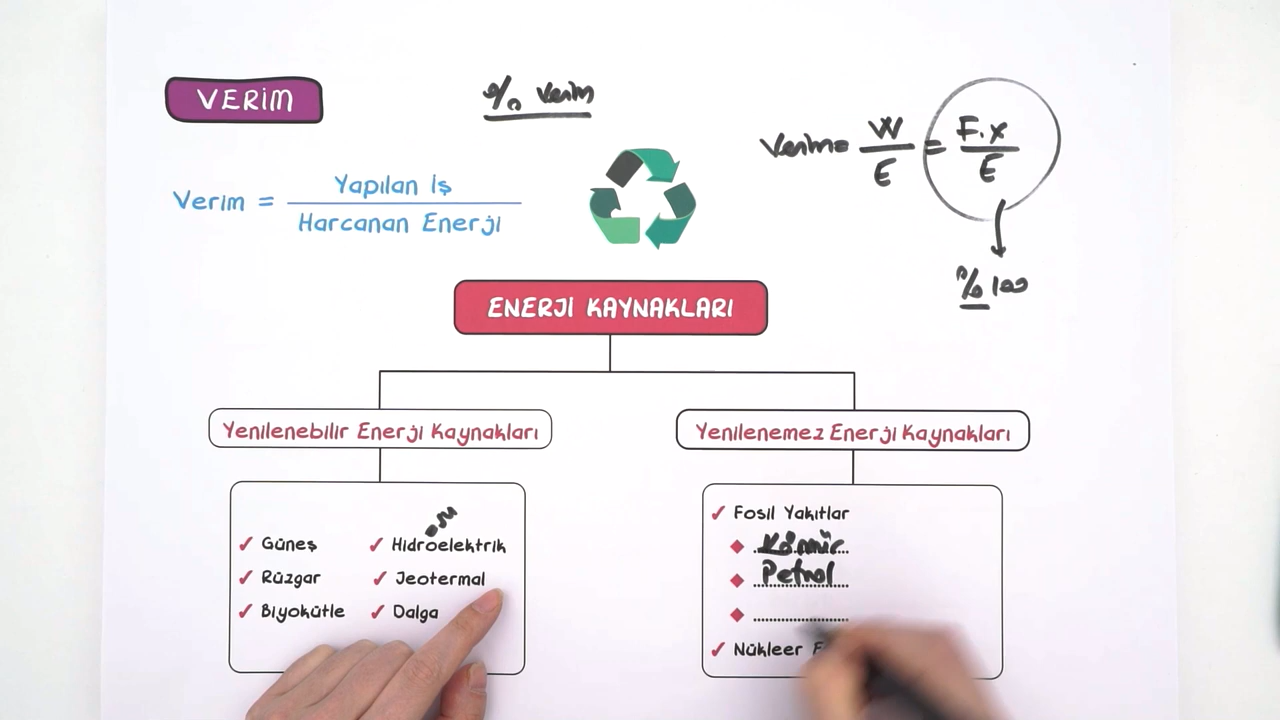 VERİM
% verim
Verim = W/E = F.x/E
Verim = Yapılan İş / Harcanan Enerji
% 100
ENERJİ KAYNAKLARI
Yenilenebilir Enerji Kaynakları
Yenilenemez Enerji Kaynakları
✓ Güneş
✓ Hidroelektrik
✓ Rüzgar
✓ Jeotermal
✓ Biyokütle
✓ Dalga
✓ Fosil Yakıtlar
Kömür
Petrol
✓ Nükleer